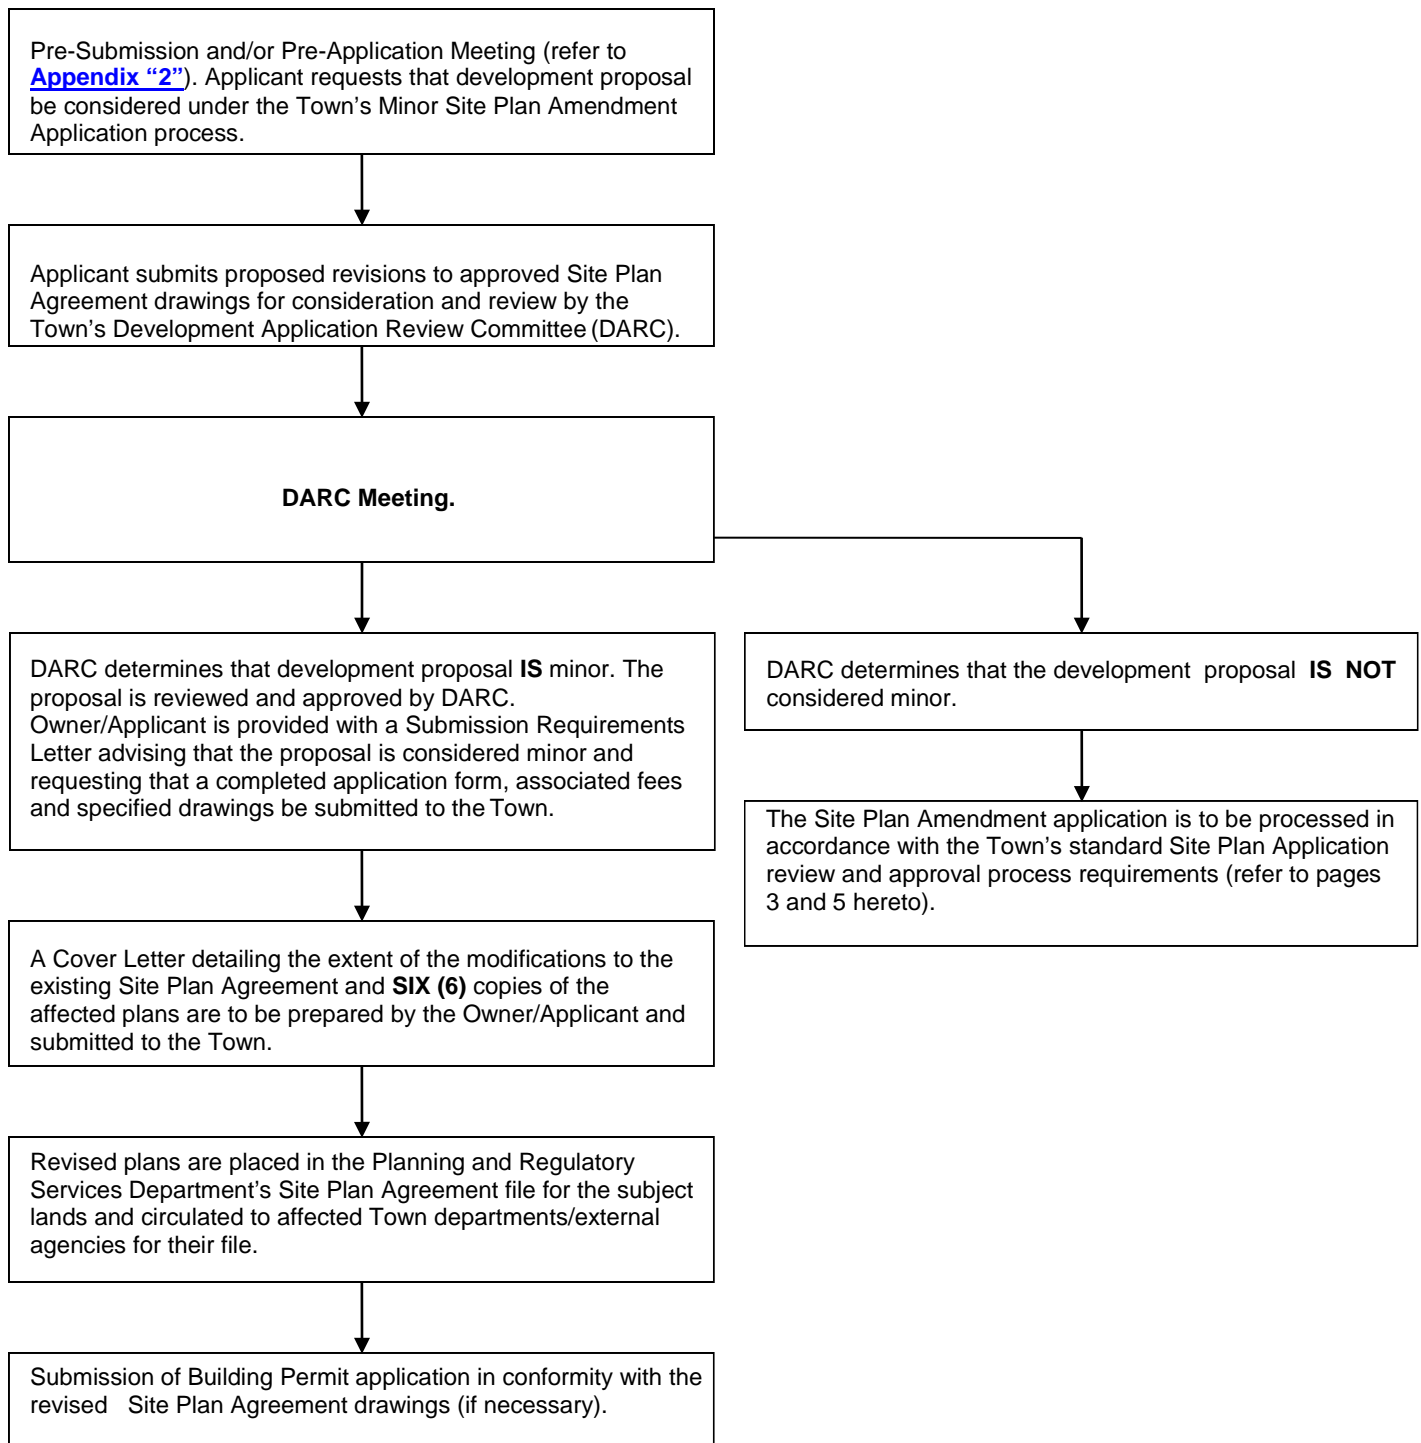 Pre-Submission and/or Pre-Application Meeting (refer to
Appendix “2”). Applicant requests that development proposal
be considered under the Town’s Minor Site Plan Amendment
Application process.
Applicant submits proposed revisions to approved Site Plan
Agreement drawings for consideration and review by the
Town’s Development Application Review Committee (DARC).
DARC Meeting.
DARC determines that development proposal IS minor. The
proposal is reviewed and approved by DARC.
Owner/Applicant is provided with a Submission Requirements
Letter advising that the proposal is considered minor and
requesting that a completed application form, associated fees
and specified drawings be submitted to the Town.
DARC determines that the development proposal IS NOT
considered minor.
The Site Plan Amendment application is to be processed in
accordance with the Town’s standard Site Plan Application
review and approval process requirements (refer to pages
3 and 5 hereto).
A Cover Letter detailing the extent of the modifications to the
existing Site Plan Agreement and SIX (6) copies of the
affected plans are to be prepared by the Owner/Applicant and
submitted to the Town.
Revised plans are placed in the Planning and Regulatory
Services Department’s Site Plan Agreement file for the subject
lands and circulated to affected Town departments/external
agencies for their file.
Submission of Building Permit application in conformity with the
revised Site Plan Agreement drawings (if necessary).